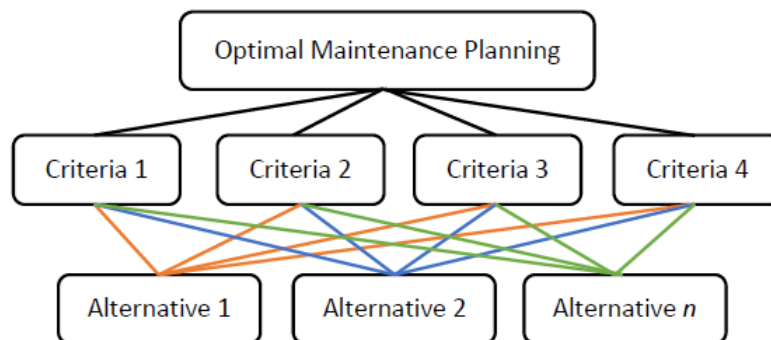 Optimal Maintenance Planning
Criteria 1
Criteria 2
Criteria 3
Criteria 4
Alternative 1
Alternative 2
Alternative n